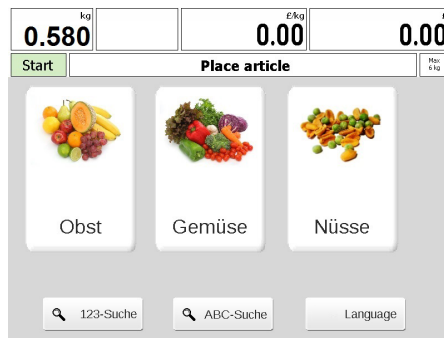 kg £/kg £
0.580 0.00 0.00
Start Place article Max
6 kg
Obst Gemüse Nüsse
123-Suche ABC-Suche Language